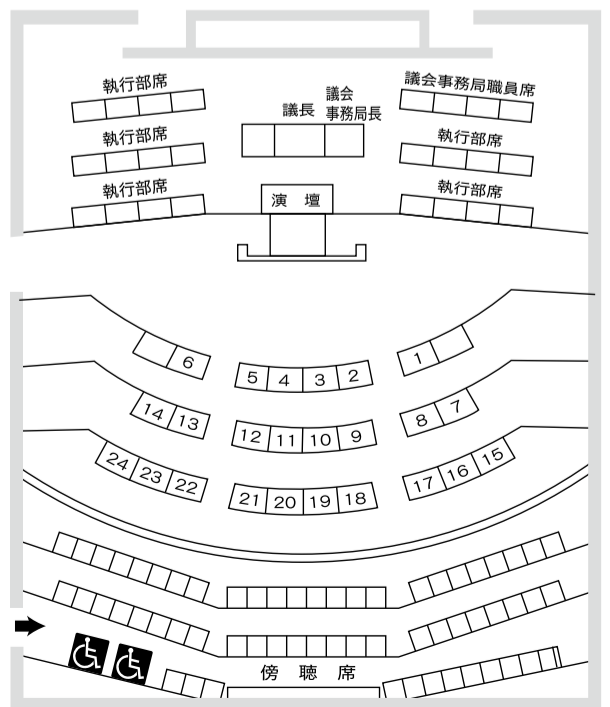 執行部席
議会
議長
事務局長
議会事務局職員席
執行部席
執行部席
執行部席
演 壇
執行部席
6
5 4 3 2
1
14 13
12 11 10 9
8 7
24 23 22
21 20 19 18
17 16 15
傍 聴 席